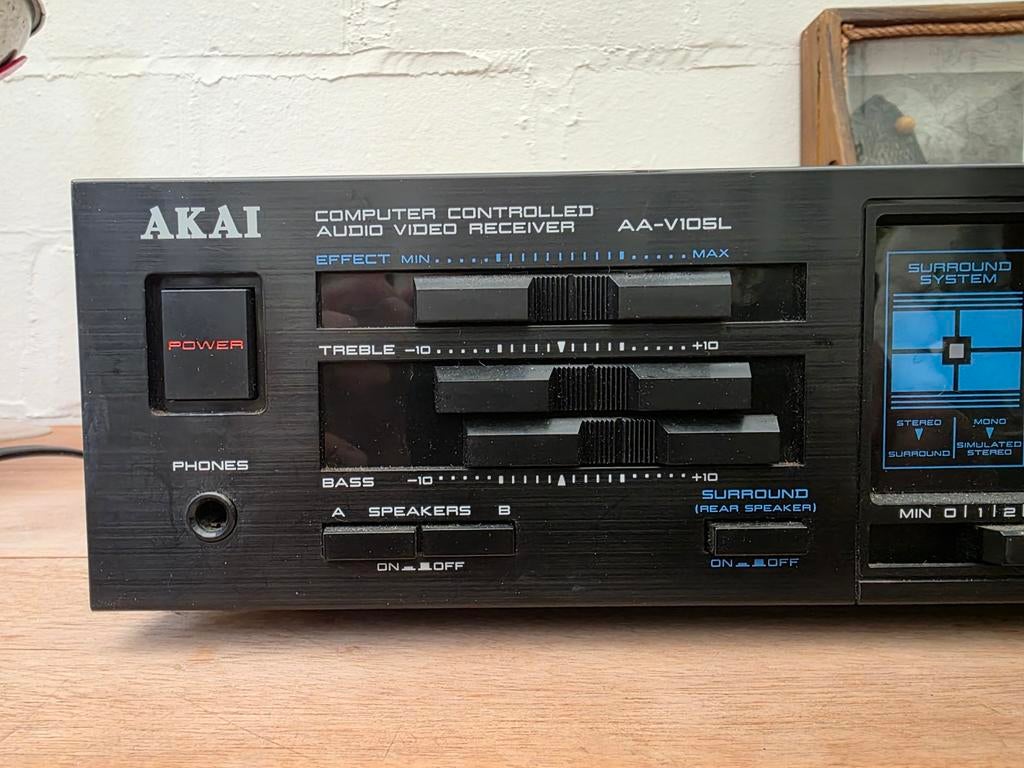 AKAI
COMPUTER CONTROLLED
AUDIO VIDEO RECEIVER AA-V105L
EFFECT MIN MAX
POWER
TREBLE -10 +10
BASS -10 +10
PHONES
A SPEAKERS B
ON OFF
SURROUND
(REAR SPEAKER)
ON OFF
SURROUND
SYSTEM
STEREO
SURROUND
MONO
SIMULATED
STEREO
MIN 0 1 2